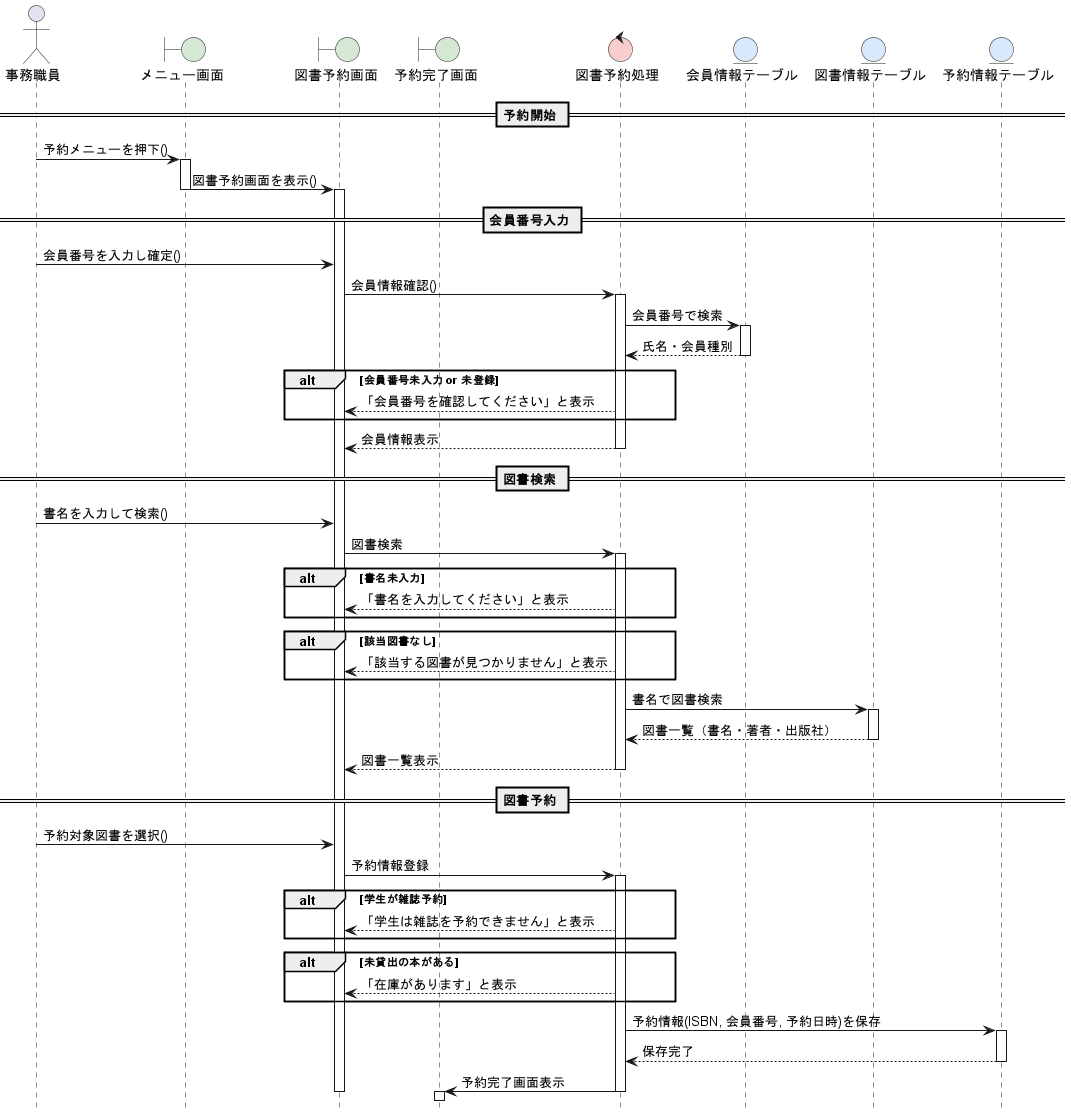 事務職員
メニュー画面
図書予約画面
予約完了画面
図書予約処理
会員情報テーブル
図書情報テーブル
予約情報テーブル
予約開始
予約メニューを押下()
図書予約画面を表示()
会員番号入力
会員番号を入力し確定()
会員情報確認()
会員番号で検索
氏名・会員種別
alt [会員番号未入力 or 未登録]
「会員番号を確認してください」と表示
会員情報表示
図書検索
書名を入力して検索()
図書検索
alt [書名未入力]
「書名を入力してください」と表示
alt [該当図書なし]
「該当する図書が見つかりません」と表示
書名で図書検索
図書一覧（書名・著者・出版社）
図書一覧表示
図書予約
予約対象図書を選択()
予約情報登録
alt [学生が雑誌予約]
「学生は雑誌を予約できません」と表示
alt [未貸出の本がある]
「在庫があります」と表示
予約情報(ISBN, 会員番号, 予約日時)を保存
保存完了
予約完了画面表示